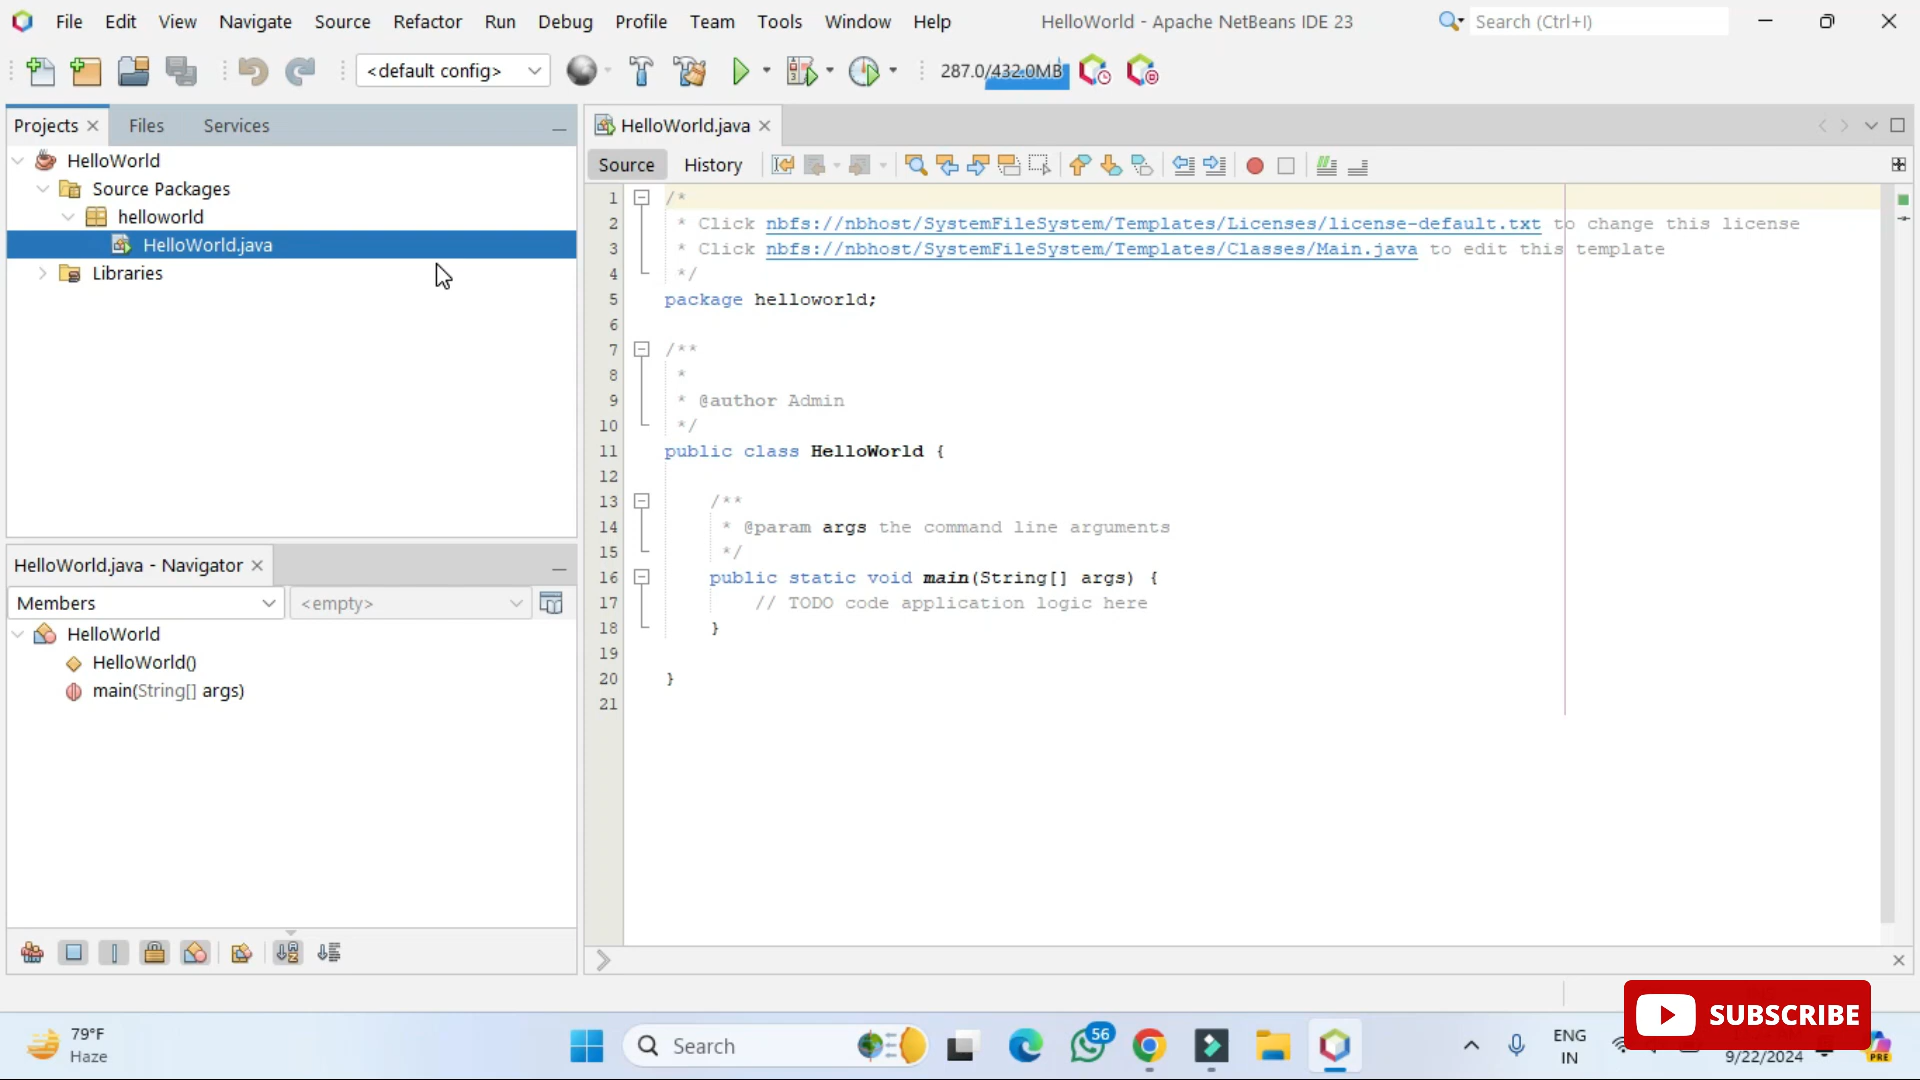 File Edit View Navigate Source Refactor Run Debug Profile Team Tools Window Help HelloWorld - Apache NetBeans IDE 23 Search (Ctrl+I)
<default config> 287.0/432.0MB
Projects Files Services
HelloWorld
Source Packages
helloworld
HelloWorld.java
Libraries
HelloWorld.java - Navigator
Members <empty>
HelloWorld
HelloWorld()
main(String[] args)
HelloWorld.java
Source History
1 /*
2 * Click nbfs://nbhost/SystemFileSystem/Templates/Licenses/license-default.txt to change this license
3 * Click nbfs://nbhost/SystemFileSystem/Templates/Classes/Main.java to edit this template
4 */
5 package helloworld;
6
7 /**
8 *
9 * @author Admin
10 */
11 public class HelloWorld {
12
13 /**
14 * @param args the command line arguments
15 */
16 public static void main(String[] args) {
17 // TODO code application logic here
18 }
19
20 }
21
SUBSCRIBE
79°F
Haze
Search
56
ENG
IN
9/22/2024
PRE